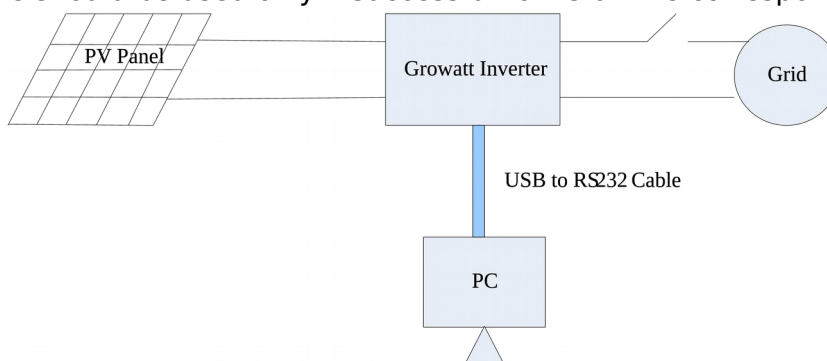 PV Panel
Growatt Inverter
Grid
USB to RS232 Cable
PC